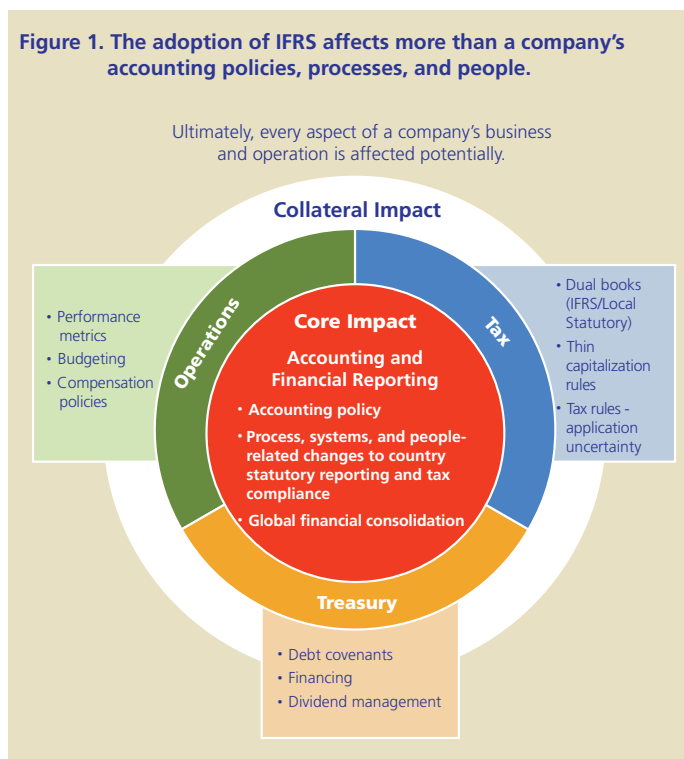 Figure 1. The adoption of IFRS affects more than a company’s
accounting policies, processes, and people.
Ultimately, every aspect of a company’s business
and operation is affected potentially.
Collateral Impact
Operations
• Performance
metrics
• Budgeting
• Compensation
policies
Core Impact
Accounting and
Financial Reporting
• Accounting policy
• Process, systems, and people-
related changes to country
statutory reporting and tax
compliance
• Global financial consolidation
Tax
• Dual books
(IFRS/Local
Statutory)
• Thin
capitalization
rules
• Tax rules -
application
uncertainty
Treasury
• Debt covenants
• Financing
• Dividend management